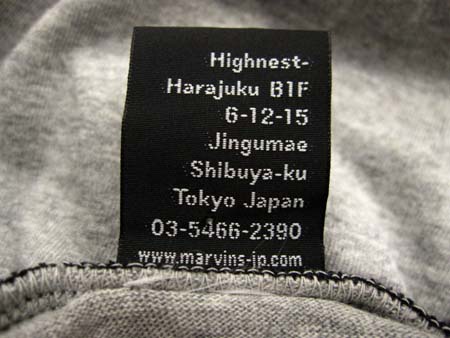 Highnest-
Harajuku B1F
6-12-15
Jingumae
Shibuya-ku
Tokyo Japan
03-5466-2390
www.marvins-jp.com